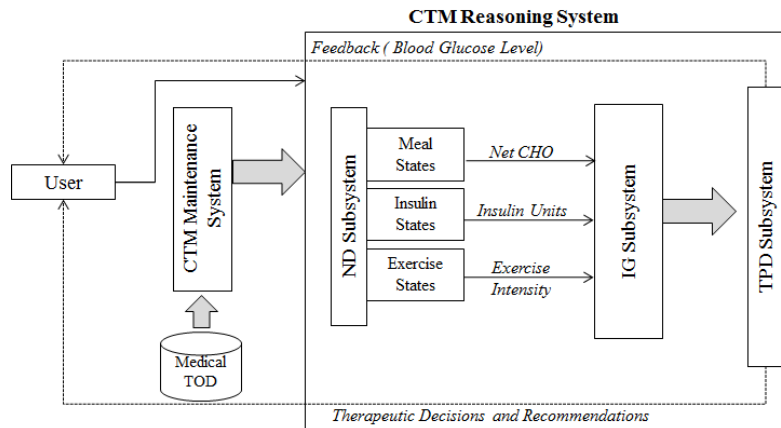 CTM Reasoning System
Feedback ( Blood Glucose Level)
User
CTM Maintenance
System
Medical
TOD
ND Subsystem
Meal
States
Insulin
States
Exercise
States
Net CHO
Insulin Units
Exercise
Intensity
IG Subsystem
TPD Subsystem
Therapeutic Decisions and Recommendations